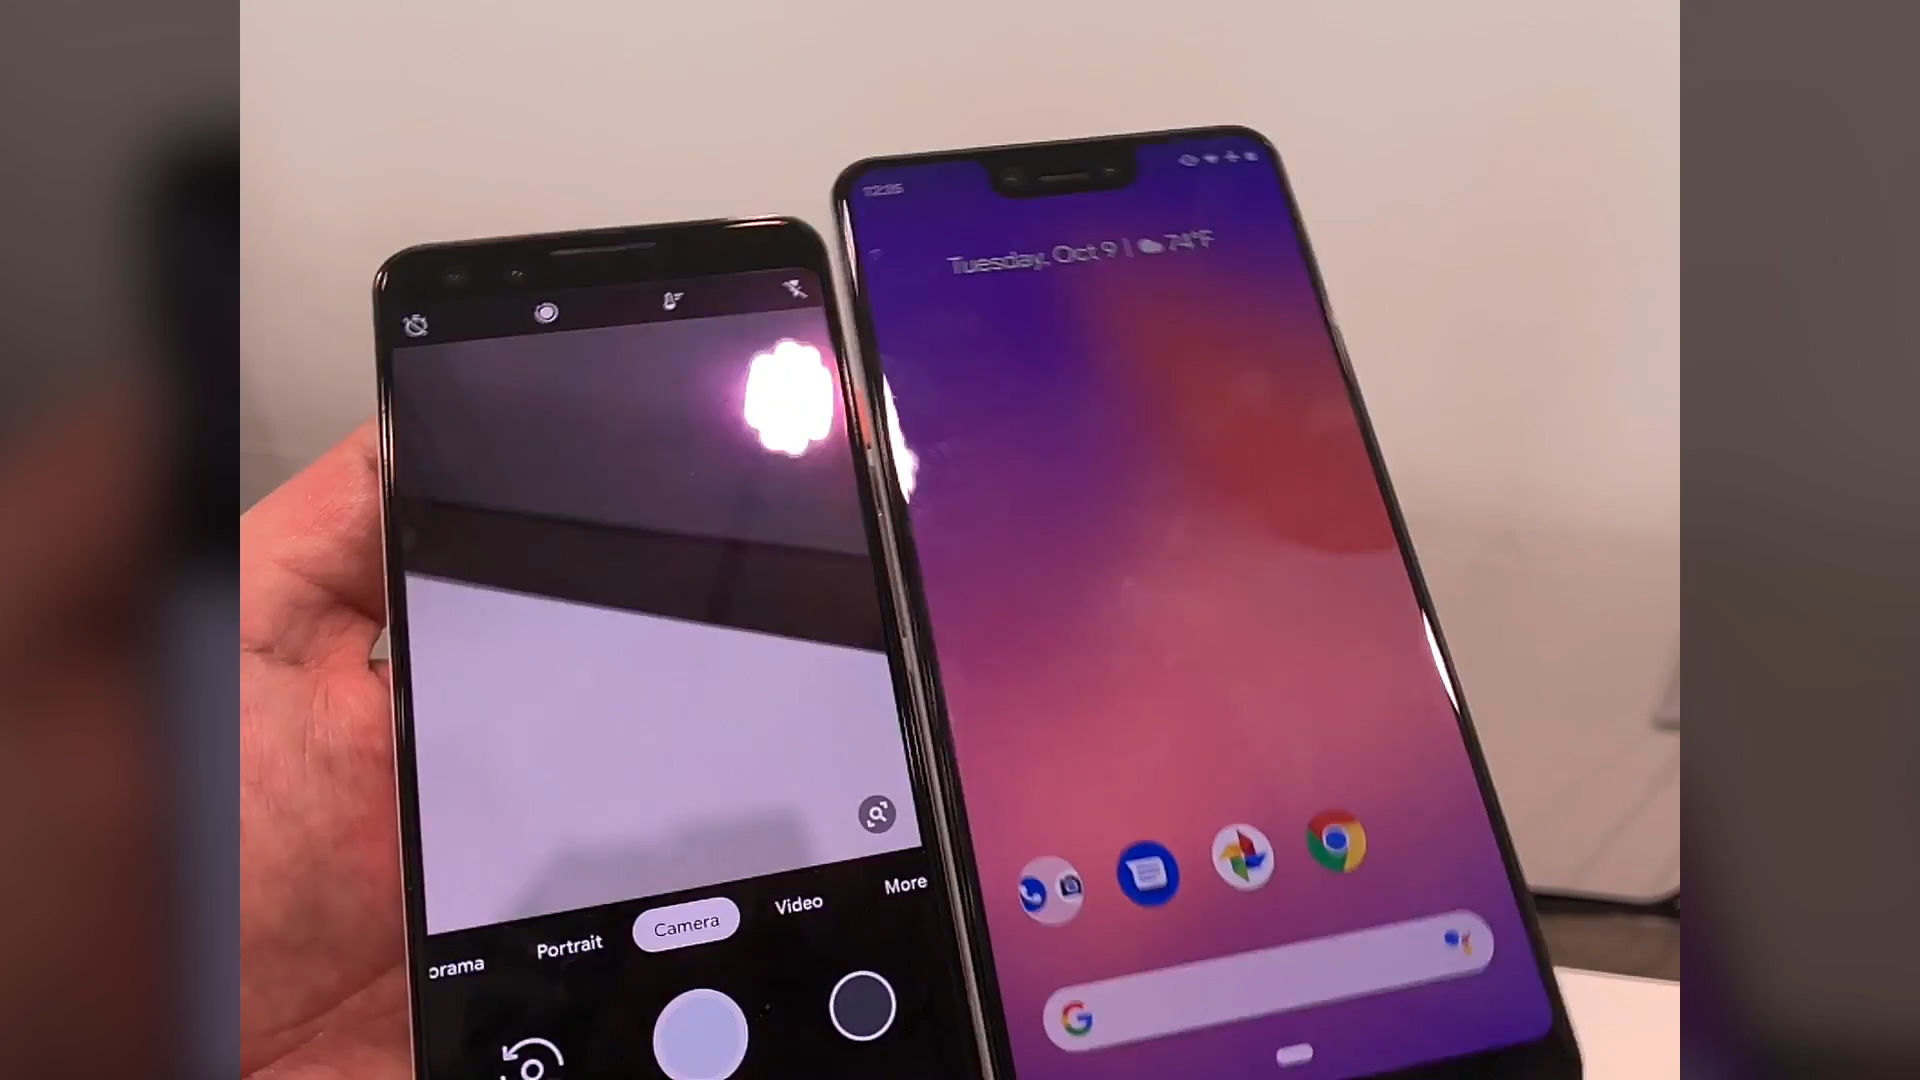 12:35
Tuesday, Oct 9 | 74°F
More
Video
Camera
Portrait
orama
G